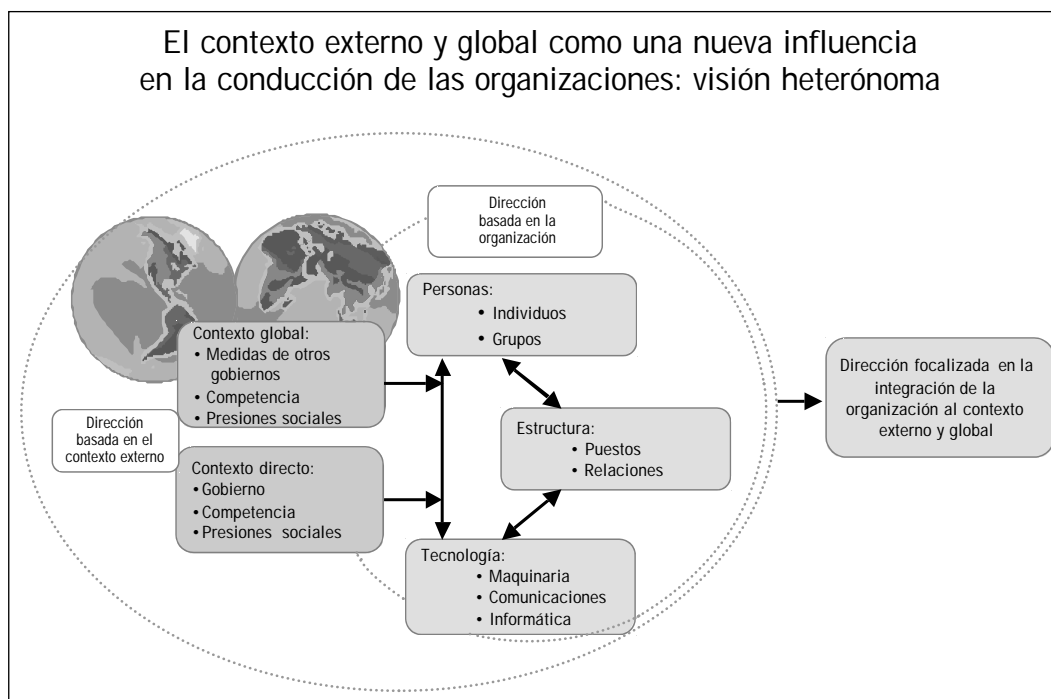 El contexto externo y global como una nueva influencia
en la conducción de las organizaciones: visión heterónoma
Dirección
basada en la
organización
Personas:
• Individuos
• Grupos
Contexto global:
• Medidas de otros
gobiernos
• Competencia
• Presiones sociales
Dirección
basada en el
contexto externo
Contexto directo:
• Gobierno
• Competencia
• Presiones sociales
Estructura:
• Puestos
• Relaciones
Tecnología:
• Maquinaria
• Comunicaciones
• Informática
Dirección focalizada en la
integración de la
organización al contexto
externo y global